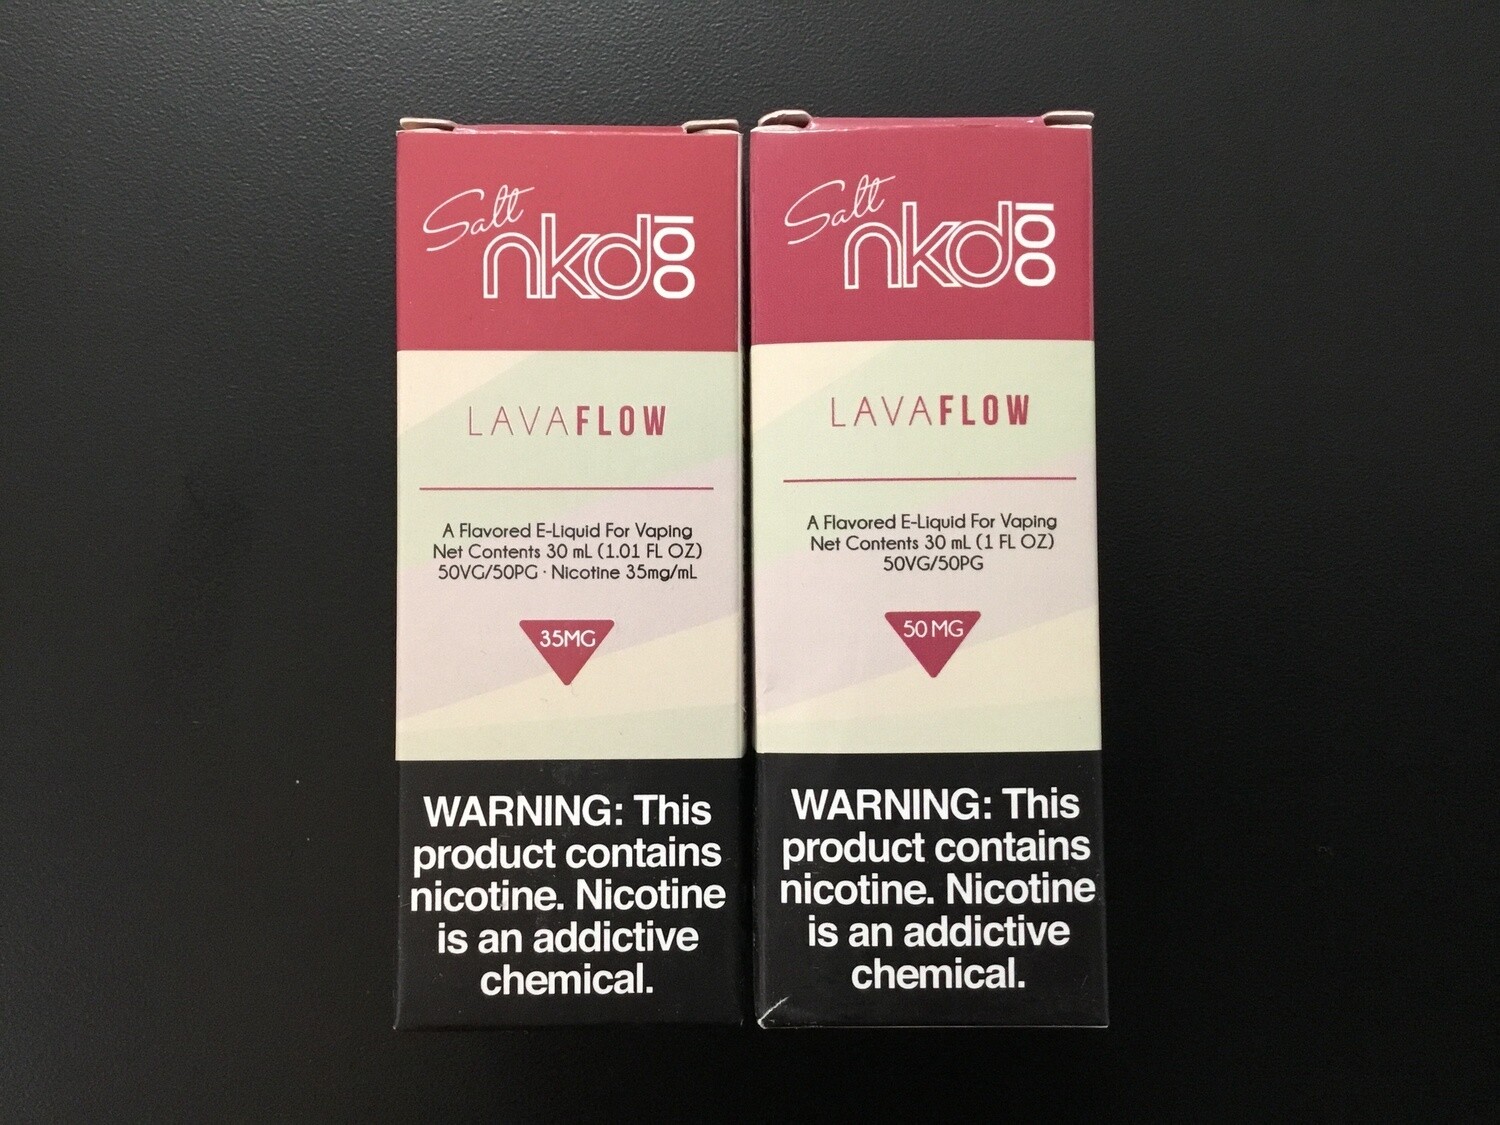 Salt
nkd 100
LAVAFLOW
A Flavored E-Liquid For Vaping
Net Contents 30 mL (1.01 FL OZ)
50VG/50PG · Nicotine 35mg/mL
35MG
WARNING: This
product contains
nicotine. Nicotine
is an addictive
chemical.
Salt
nkd 100
LAVAFLOW
A Flavored E-Liquid For Vaping
Net Contents 30 mL (1 FL OZ)
50VG/50PG
50 MG
WARNING: This
product contains
nicotine. Nicotine
is an addictive
chemical.